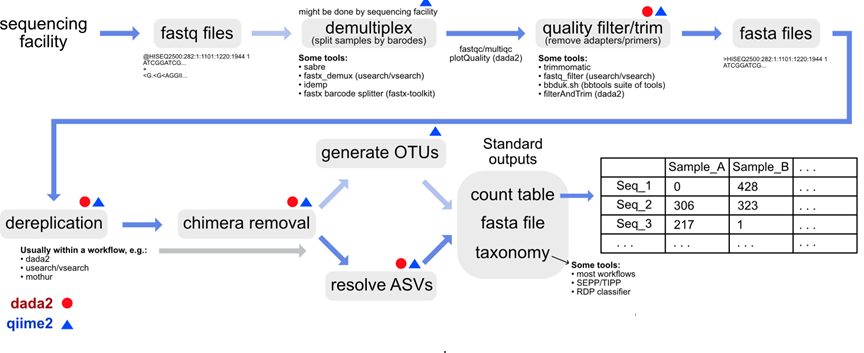 might be done by sequencing facility
sequencing
facility
fastq files
@HISEQ2500:282:1:1101:1220:1944 1
ATCGGATCG...
+
<G.<G<AGGII...
demultiplex
(split samples by barodes)
Some tools:
• sabre
• fastx_demux (usearch/vsearch)
• idemp
• fastx barcode splitter (fastx-toolkit)
fastqc/multiqc
plotQuality (dada2)
quality filter/trim
(remove adapters/primers)
Some tools:
• trimmomatic
• fastq_filter (usearch/vsearch)
• bbduk.sh (bbtools suite of tools)
• filterAndTrim (dada2)
fasta files
>HISEQ2500:282:1:1101:1220:1944 1
ATCGGATCG...
dereplication
Usually within a workflow, e.g.:
• dada2
• usearch/vsearch
• mothur
chimera removal
generate OTUs
resolve ASVs
Standard
outputs
count table
fasta file
taxonomy
Some tools:
• most workflows
• SEPP/TIPP
• RDP classifier
Sample_A Sample_B . . .
Seq_1 0 428 . . .
Seq_2 306 323 . . .
Seq_3 217 1 . . .
. . . . . . . . . . . .
dada2
qiime2